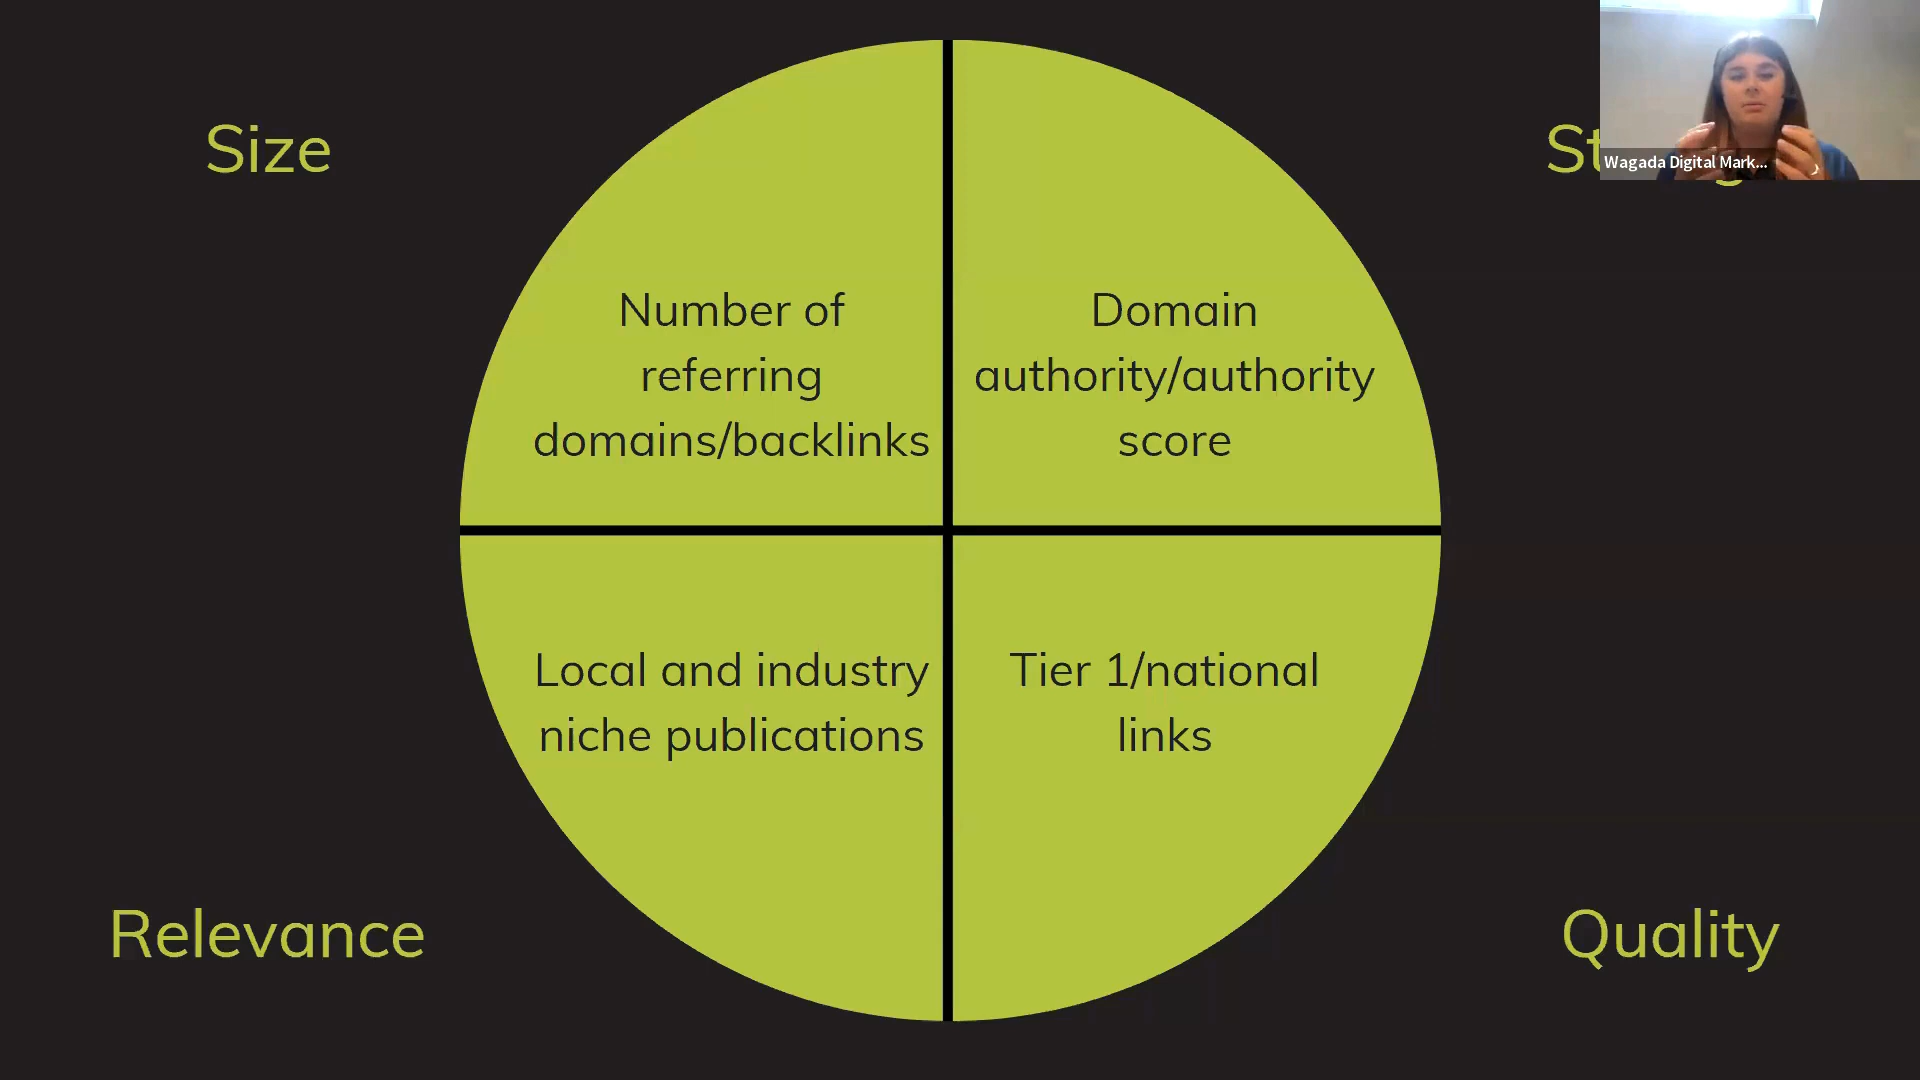 Size
Wagada Digital Mark...
Number of
referring
domains/backlinks
Domain
authority/authority
score
Local and industry
niche publications
Tier 1/national
links
Relevance
Quality